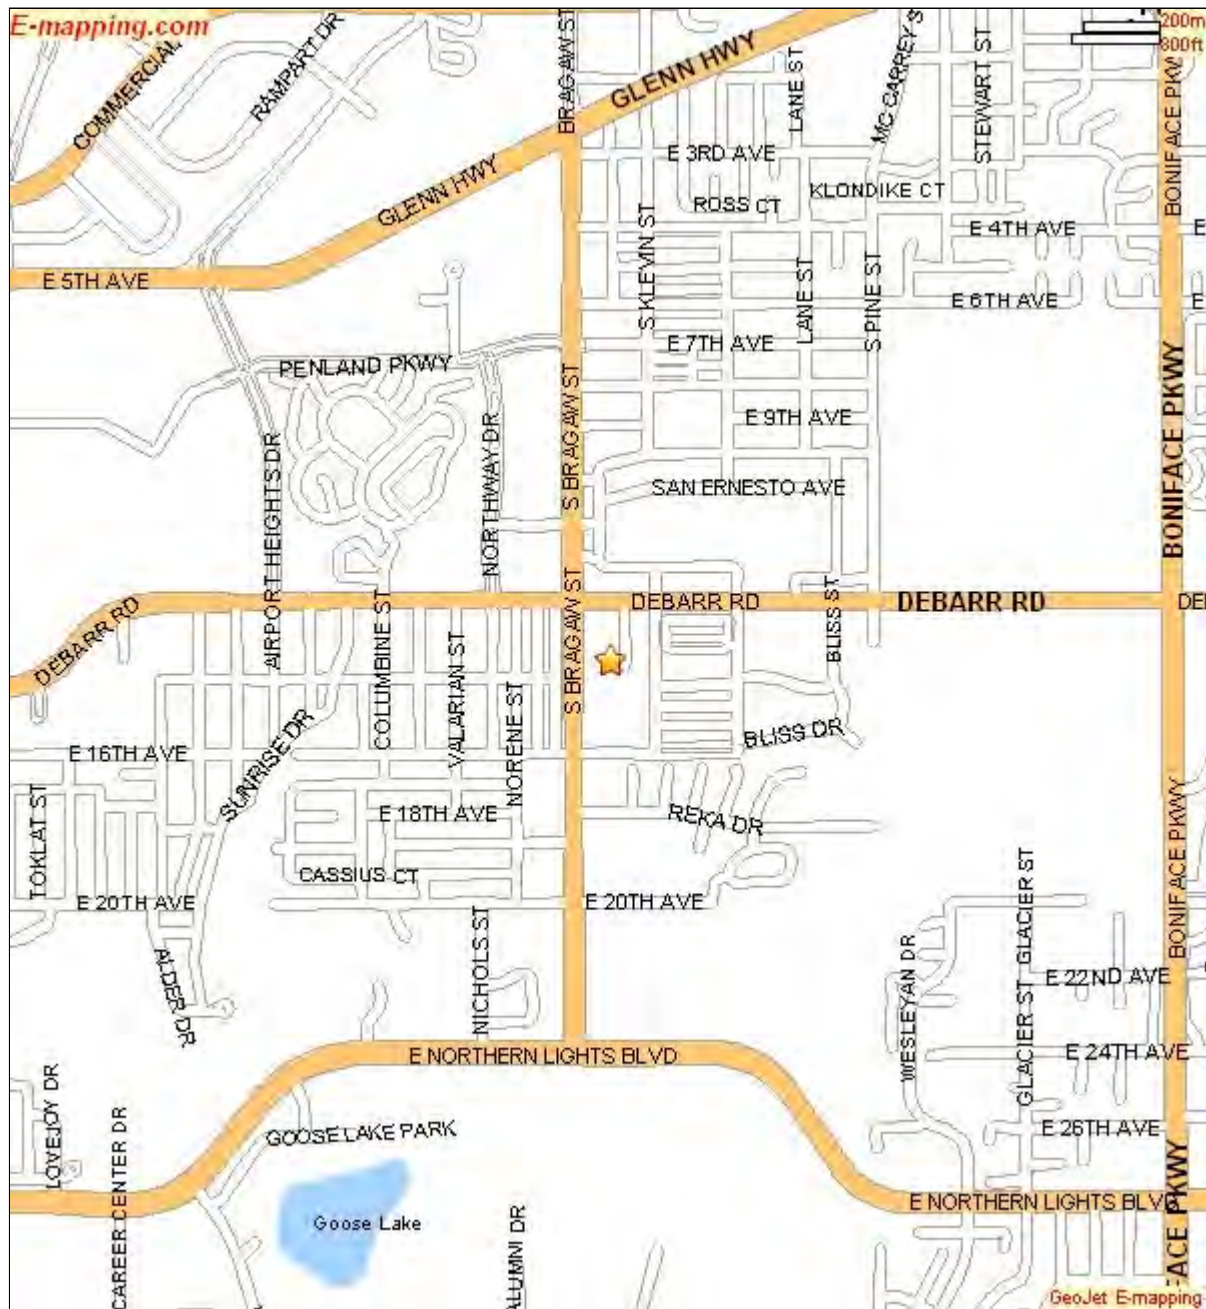 E-mapping.com
200m
800ft
COMMERCIAL
RAMPART DR
BRAGAW ST
GLENN HWY
LANE ST
MC CARREY S
STEWART ST
BONIFACE PKW
E 3RD AVE
KLONDIKE CT
ROSS CT
GLENN HWY
E 4TH AVE
E
E 5TH AVE
S KLEVIN ST
LANE ST
S PINE ST
E 6TH AVE
E
E 7TH AVE
PENLAND PKWY
S BRAGAW ST
BONIFACE PKWY
E 9TH AVE
AIRPORT HEIGHTS DR
NORTHWAY DR
SAN ERNESTO AVE
DEBARR RD
DEBARR RD
DEBARR RD
DE
COLUMBINE ST
VALARIAN ST
S BRAGAW ST
BLISS ST
SUNRISE DR
NORENE ST
BLISS DR
E 16TH AVE
TOKLAT ST
E 18TH AVE
REKA DR
BONIFACE PKWY
CASSIUS CT
E 20TH AVE
E 20TH AVE
NICHOLS ST
ALDER DR
WESLEYAN DR
GLACIER ST
E 22ND AVE
GLACIER ST
E NORTHERN LIGHTS BLVD
E 24TH AVE
LOVEJOY DR
CAREER CENTER DR
GOOSE LAKE PARK
E 26TH AVE
Goose Lake
ALUMNI DR
E NORTHERN LIGHTS BLVD
ACE PKWY
GeoJet E-mapping